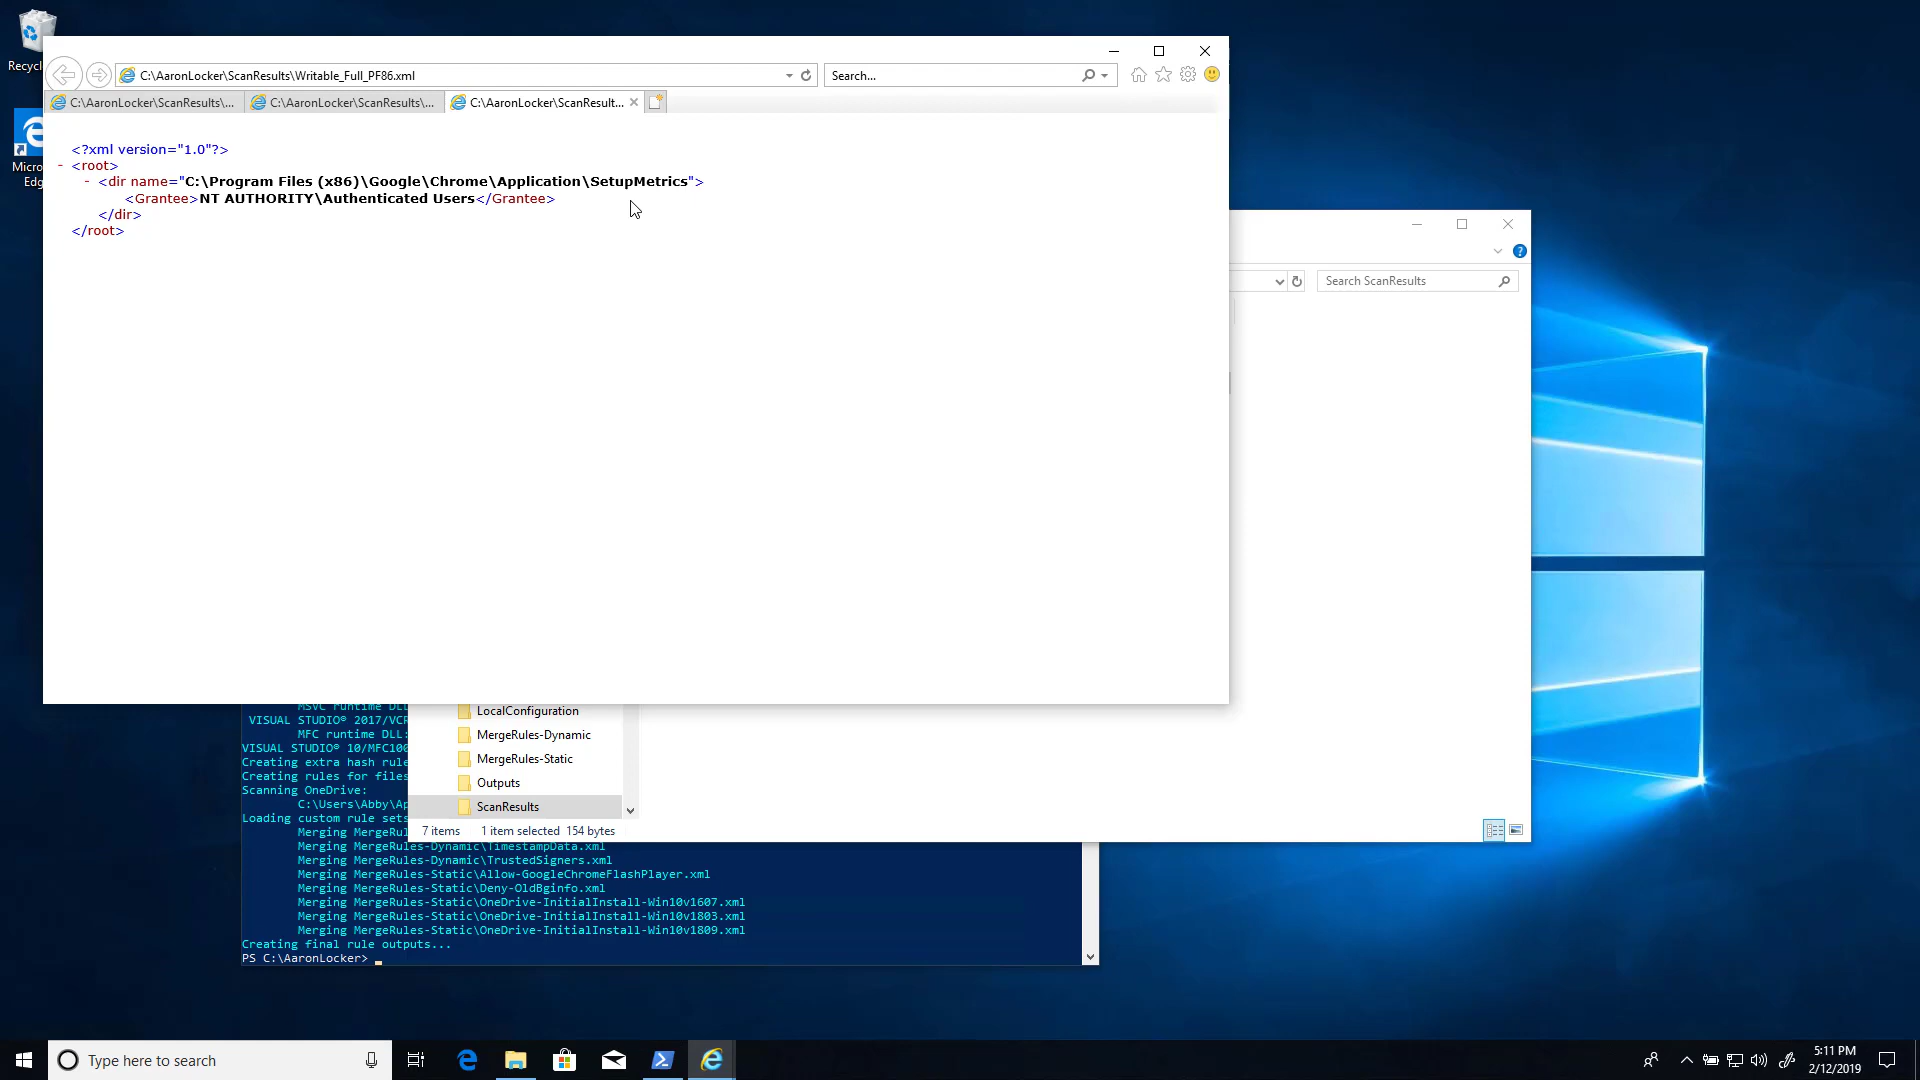 Recycl
C:\AaronLocker\ScanResults\Writable_Full_PF86.xml
Search...
C:\AaronLocker\ScanResults\...
C:\AaronLocker\ScanResults\...
C:\AaronLocker\ScanResult...
<?xml version="1.0"?>
- <root>
- <dir name="C:\Program Files (x86)\Google\Chrome\Application\SetupMetrics">
<Grantee>NT AUTHORITY\Authenticated Users</Grantee>
</dir>
</root>
Micro
Edg
Search ScanResults
LocalConfiguration
MergeRules-Dynamic
MergeRules-Static
Outputs
ScanResults
7 items 1 item selected 154 bytes
MSVC runtime DLL
VISUAL STUDIO® 2017/VCR
MFC runtime DLL:
VISUAL STUDIO® 10/MFC100
Creating extra hash rule
Creating rules for files
Scanning OneDrive:
C:\Users\Abby\Ap
Loading custom rule sets
Merging MergeRul
Merging MergeRules-Dynamic\TimestampData.xml
Merging MergeRules-Dynamic\TrustedSigners.xml
Merging MergeRules-Static\Allow-GoogleChromeFlashPlayer.xml
Merging MergeRules-Static\Deny-OldBginfo.xml
Merging MergeRules-Static\OneDrive-InitialInstall-Win10v1607.xml
Merging MergeRules-Static\OneDrive-InitialInstall-Win10v1803.xml
Merging MergeRules-Static\OneDrive-InitialInstall-Win10v1809.xml
Creating final rule outputs...
PS C:\AaronLocker>
Type here to search
5:11 PM
2/12/2019